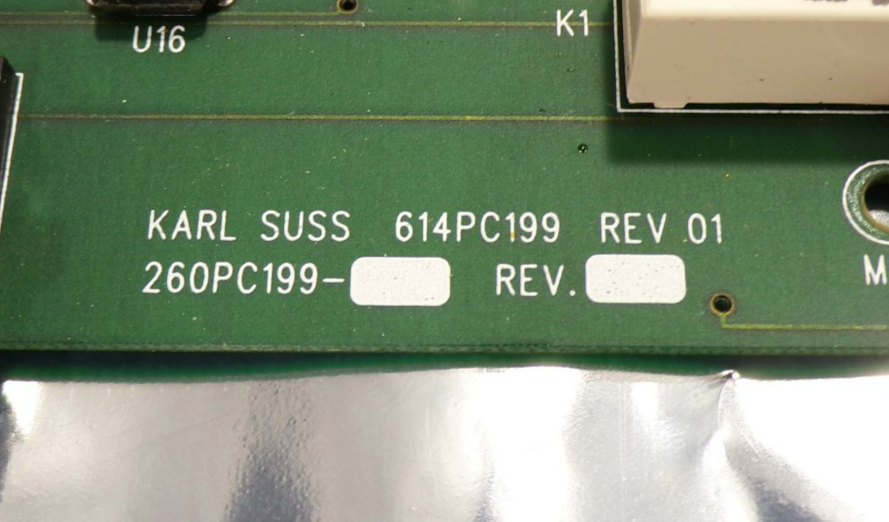 U16
K1
KARL SUSS 614PC199 REV 01
260PC199- REV.
M